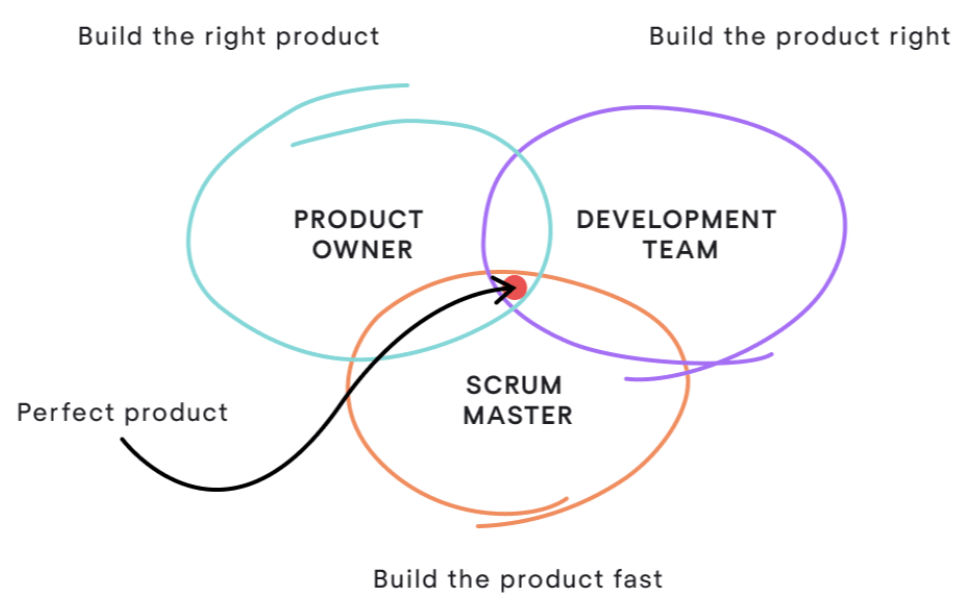 Build the right product
Build the product right
PRODUCT
OWNER
DEVELOPMENT
TEAM
SCRUM
MASTER
Perfect product
Build the product fast